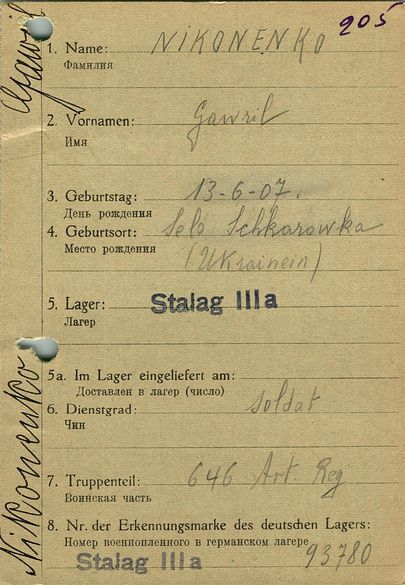 205
Gawril
1. Name: NIKONENKO
Фамилия
2. Vornamen: Gawril
Имя
3. Geburtstag: 13-6-07.
День рождения
4. Geburtsort: Selo Schkarowka
Место рождения
(Ukrainein)
5. Lager: Stalag IIIa
Лагер
5a. Im Lager eingeliefert am:
Доставлен в лагер (число)
6. Dienstgrad: soldat
Чин
Nikonenko
7. Truppenteil: 646 Art. Reg
Воинская часть
8. Nr. der Erkennungsmarke des deutschen Lagers:
Номер военнопленного в германском лагере 93780
Stalag IIIa